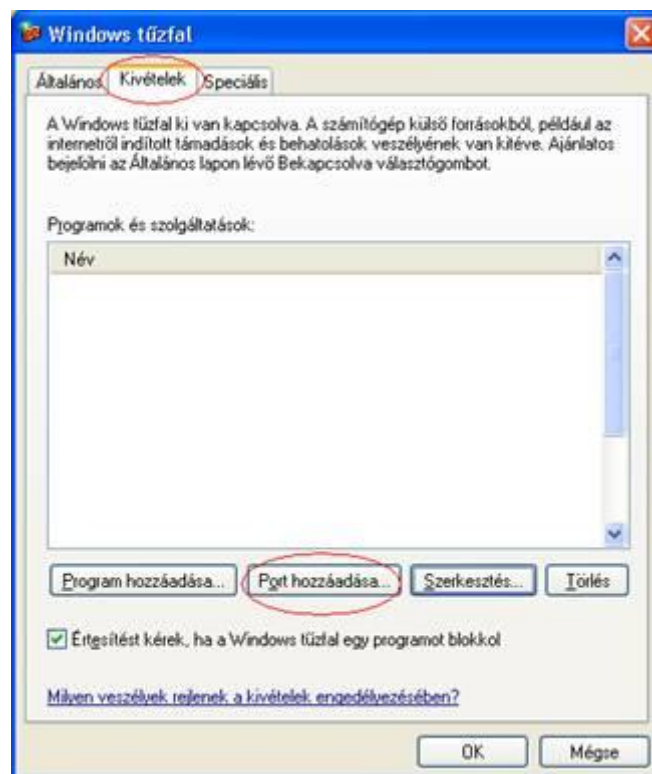 Windows tűzfal
Általános Kivételek Speciális
A Windows tűzfal ki van kapcsolva. A számítógép külső forrásokból, például az
internetről indított támadások és behatolások veszélyének van kitéve. Ajánlatos
bejelölni az Általános lapon lévő Bekapcsolva választógombot.
Programok és szolgáltatások:
Név
Program hozzáadása... Port hozzáadása... Szerkesztés... Törlés
Értesítést kérek, ha a Windows tűzfal egy programot blokkol
Milyen veszélyek rejlenek a kivételek engedélyezésében?
OK Mégse